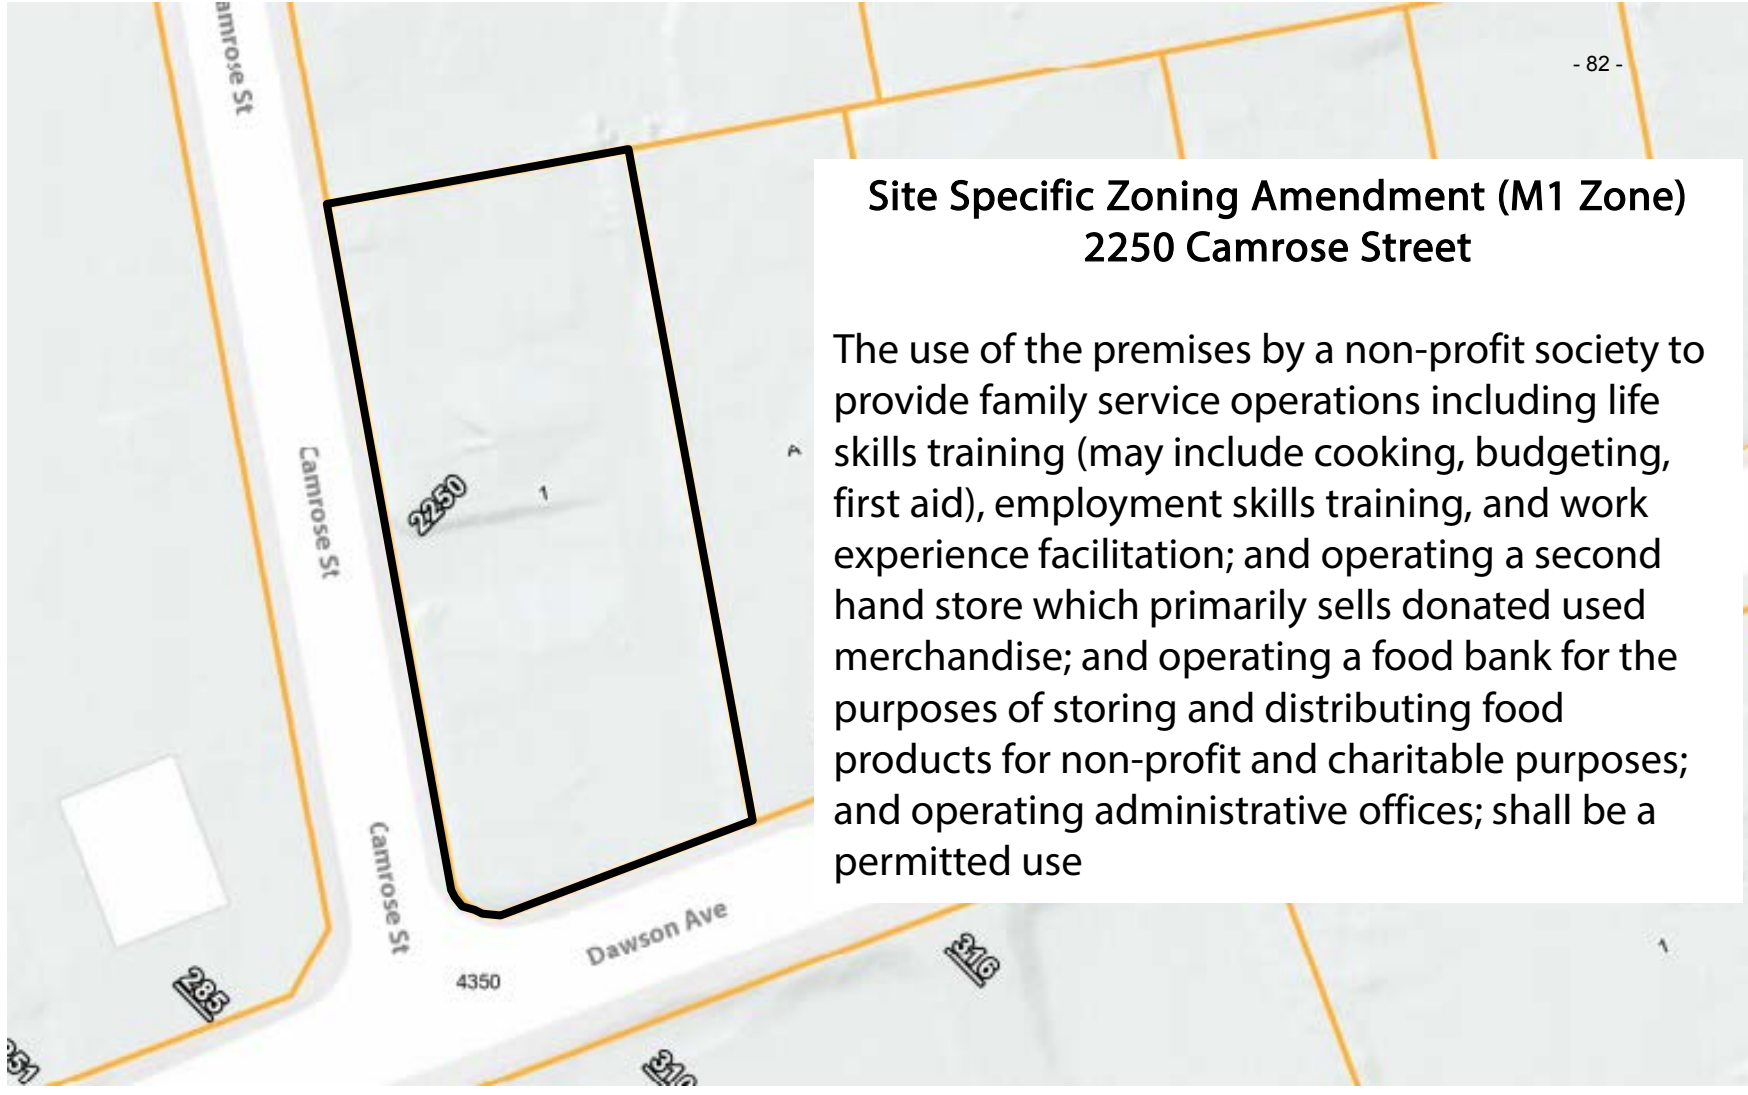 amrose St
- 82 -
Site Specific Zoning Amendment (M1 Zone)
2250 Camrose Street
The use of the premises by a non-profit society to
provide family service operations including life
skills training (may include cooking, budgeting,
first aid), employment skills training, and work
experience facilitation; and operating a second
hand store which primarily sells donated used
merchandise; and operating a food bank for the
purposes of storing and distributing food
products for non-profit and charitable purposes;
and operating administrative offices; shall be a
permitted use
A
2250
1
Camrose St
Camrose St
Dawson Ave
4350
285
316
1
351
310